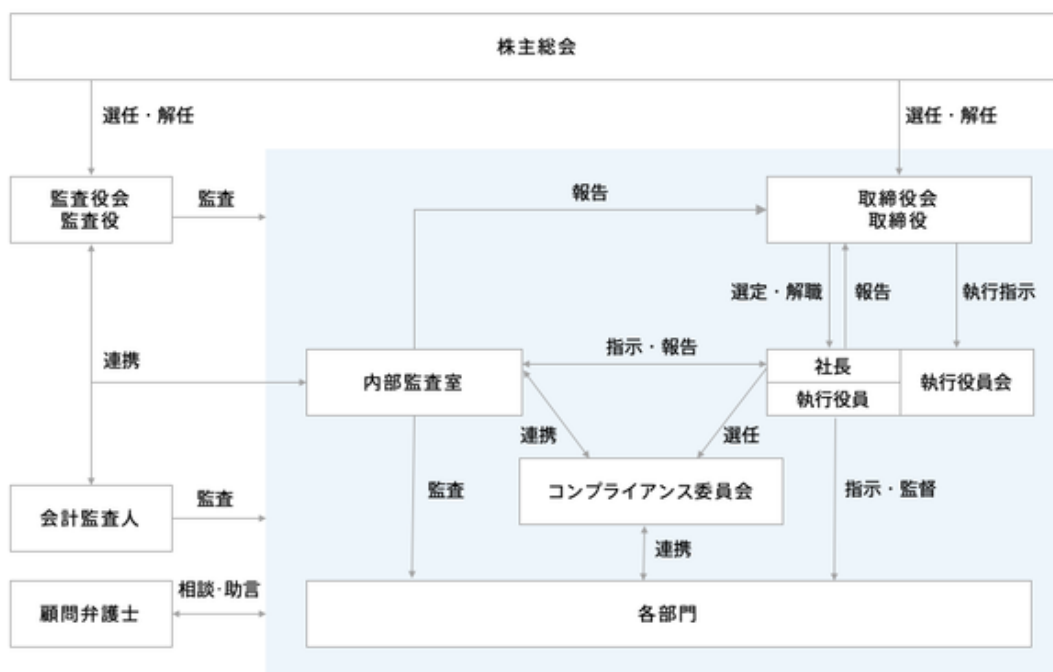 株主総会
選任・解任
選任・解任
監査役会
監査役
監査
報告
取締役会
取締役
選定・解職
報告
執行指示
連携
指示・報告
内部監査室
社長
執行役員
執行役員会
連携
選任
監査
コンプライアンス委員会
指示・監督
会計監査人
監査
連携
顧問弁護士
相談・助言
各部門